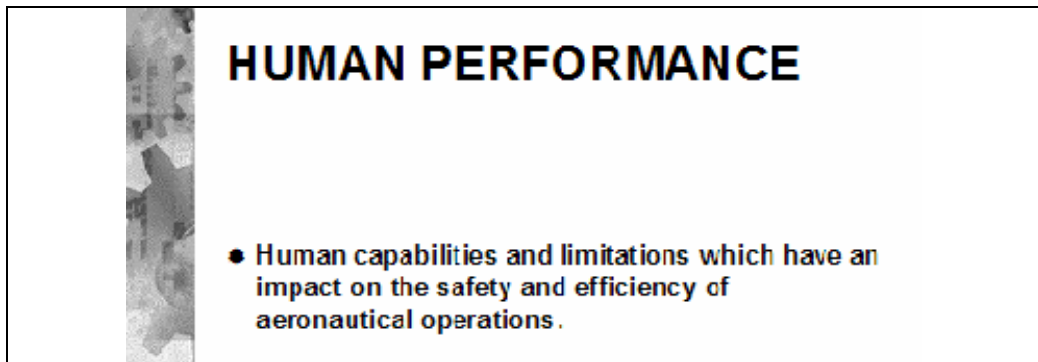 HUMAN PERFORMANCE
● Human capabilities and limitations which have an
impact on the safety and efficiency of
aeronautical operations.